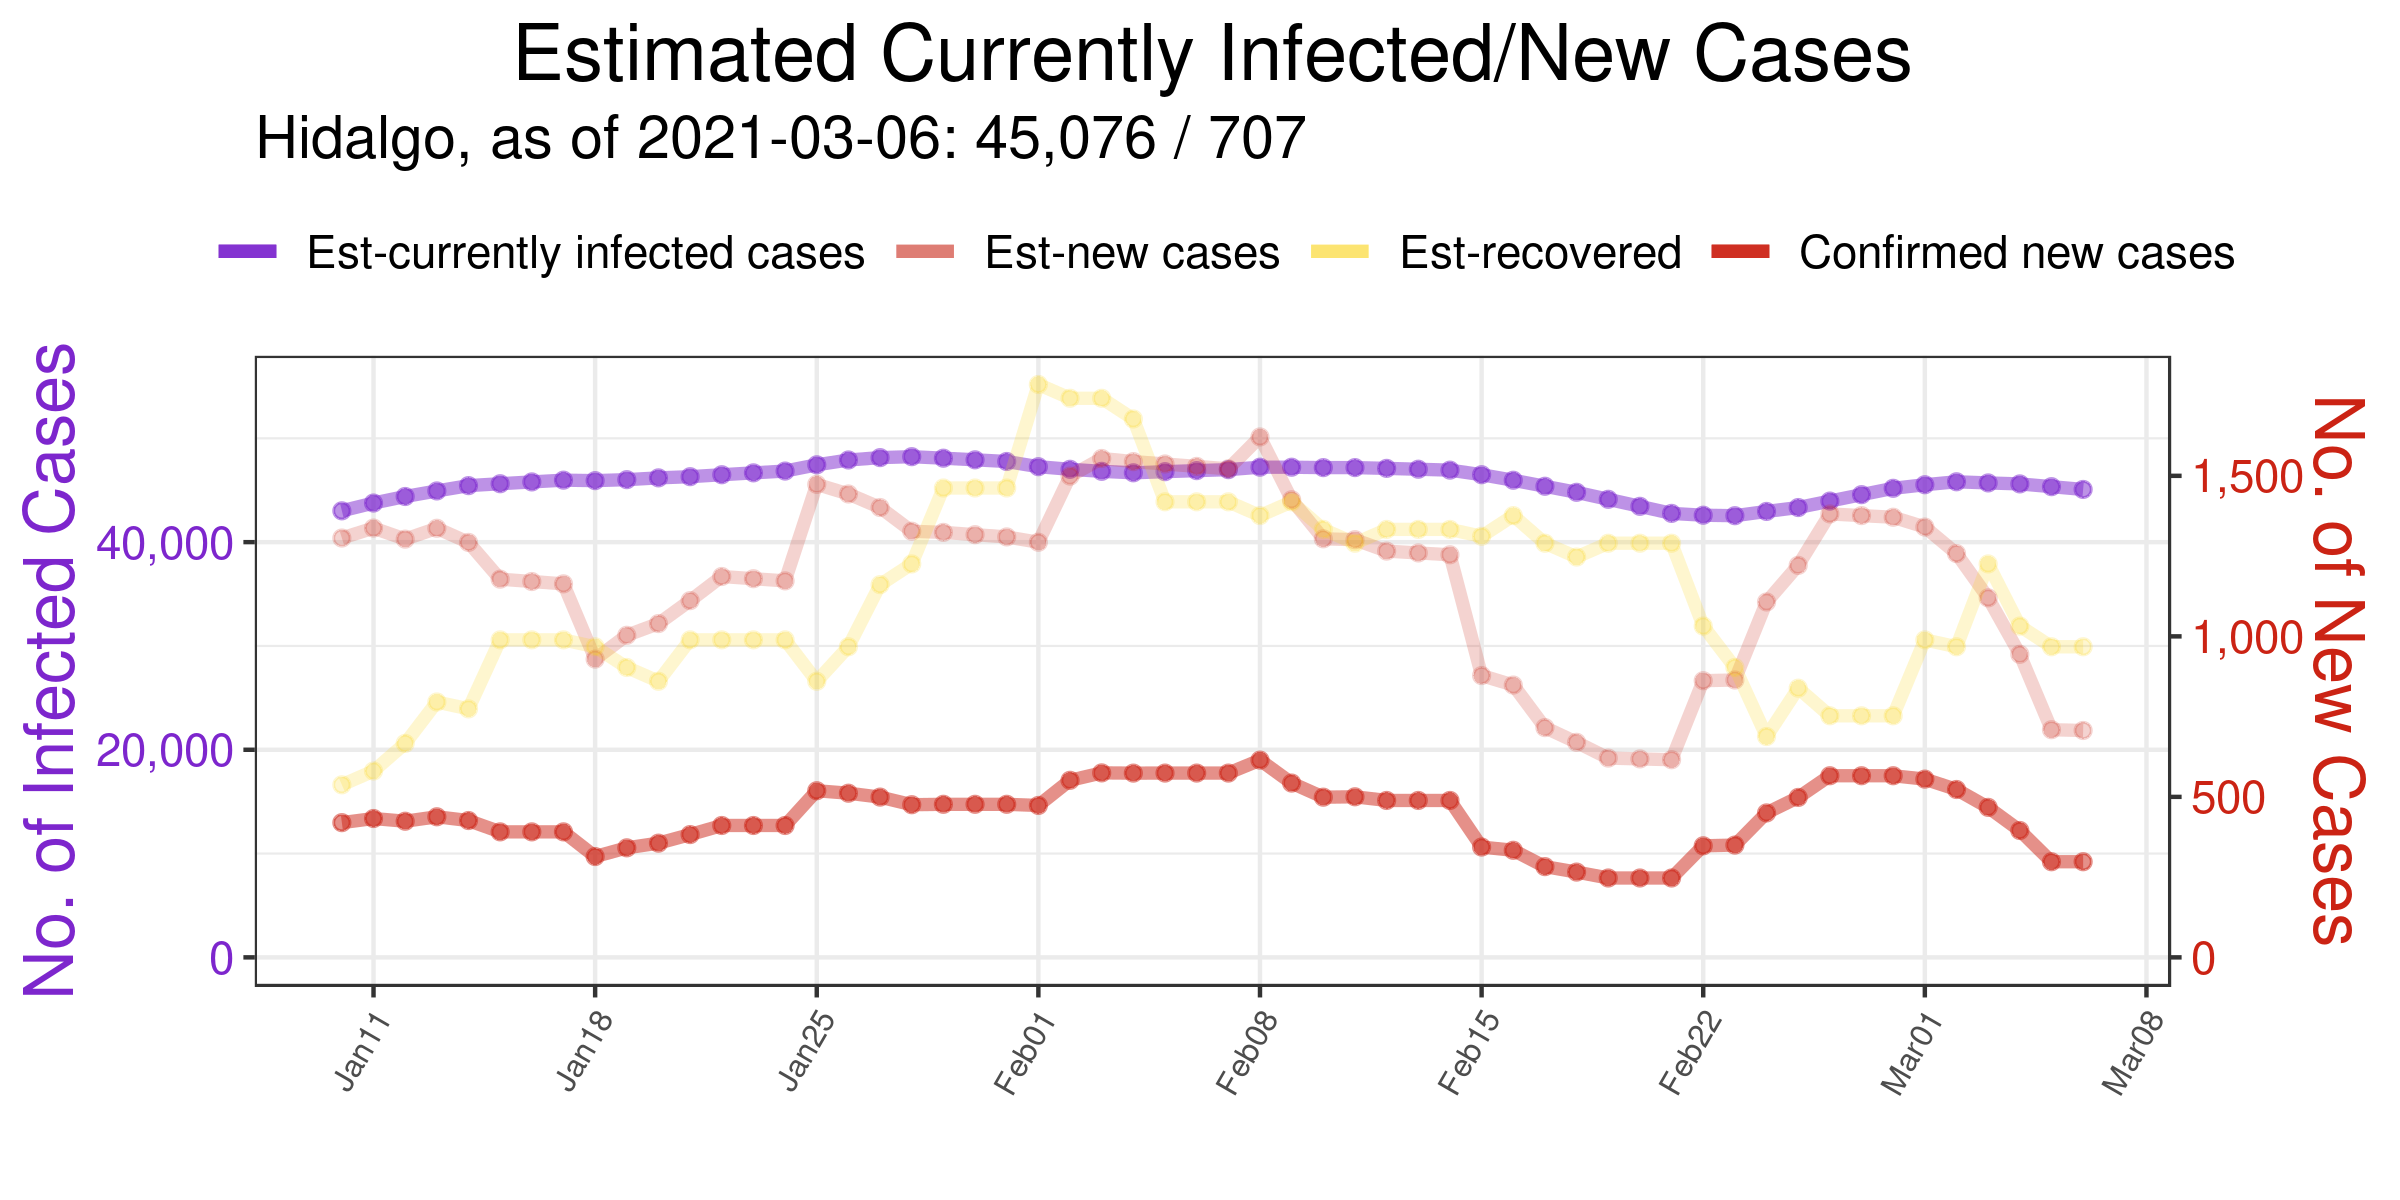 Estimated Currently Infected/New Cases
Hidalgo, as of 2021-03-06: 45,076 / 707
Est-currently infected cases Est-new cases Est-recovered Confirmed new cases
No. of Infected Cases
40,000
20,000
0
No. of New Cases
1,500
1,000
500
0
Jan11 Jan18 Jan25 Feb01 Feb08 Feb15 Feb22 Mar01 Mar08